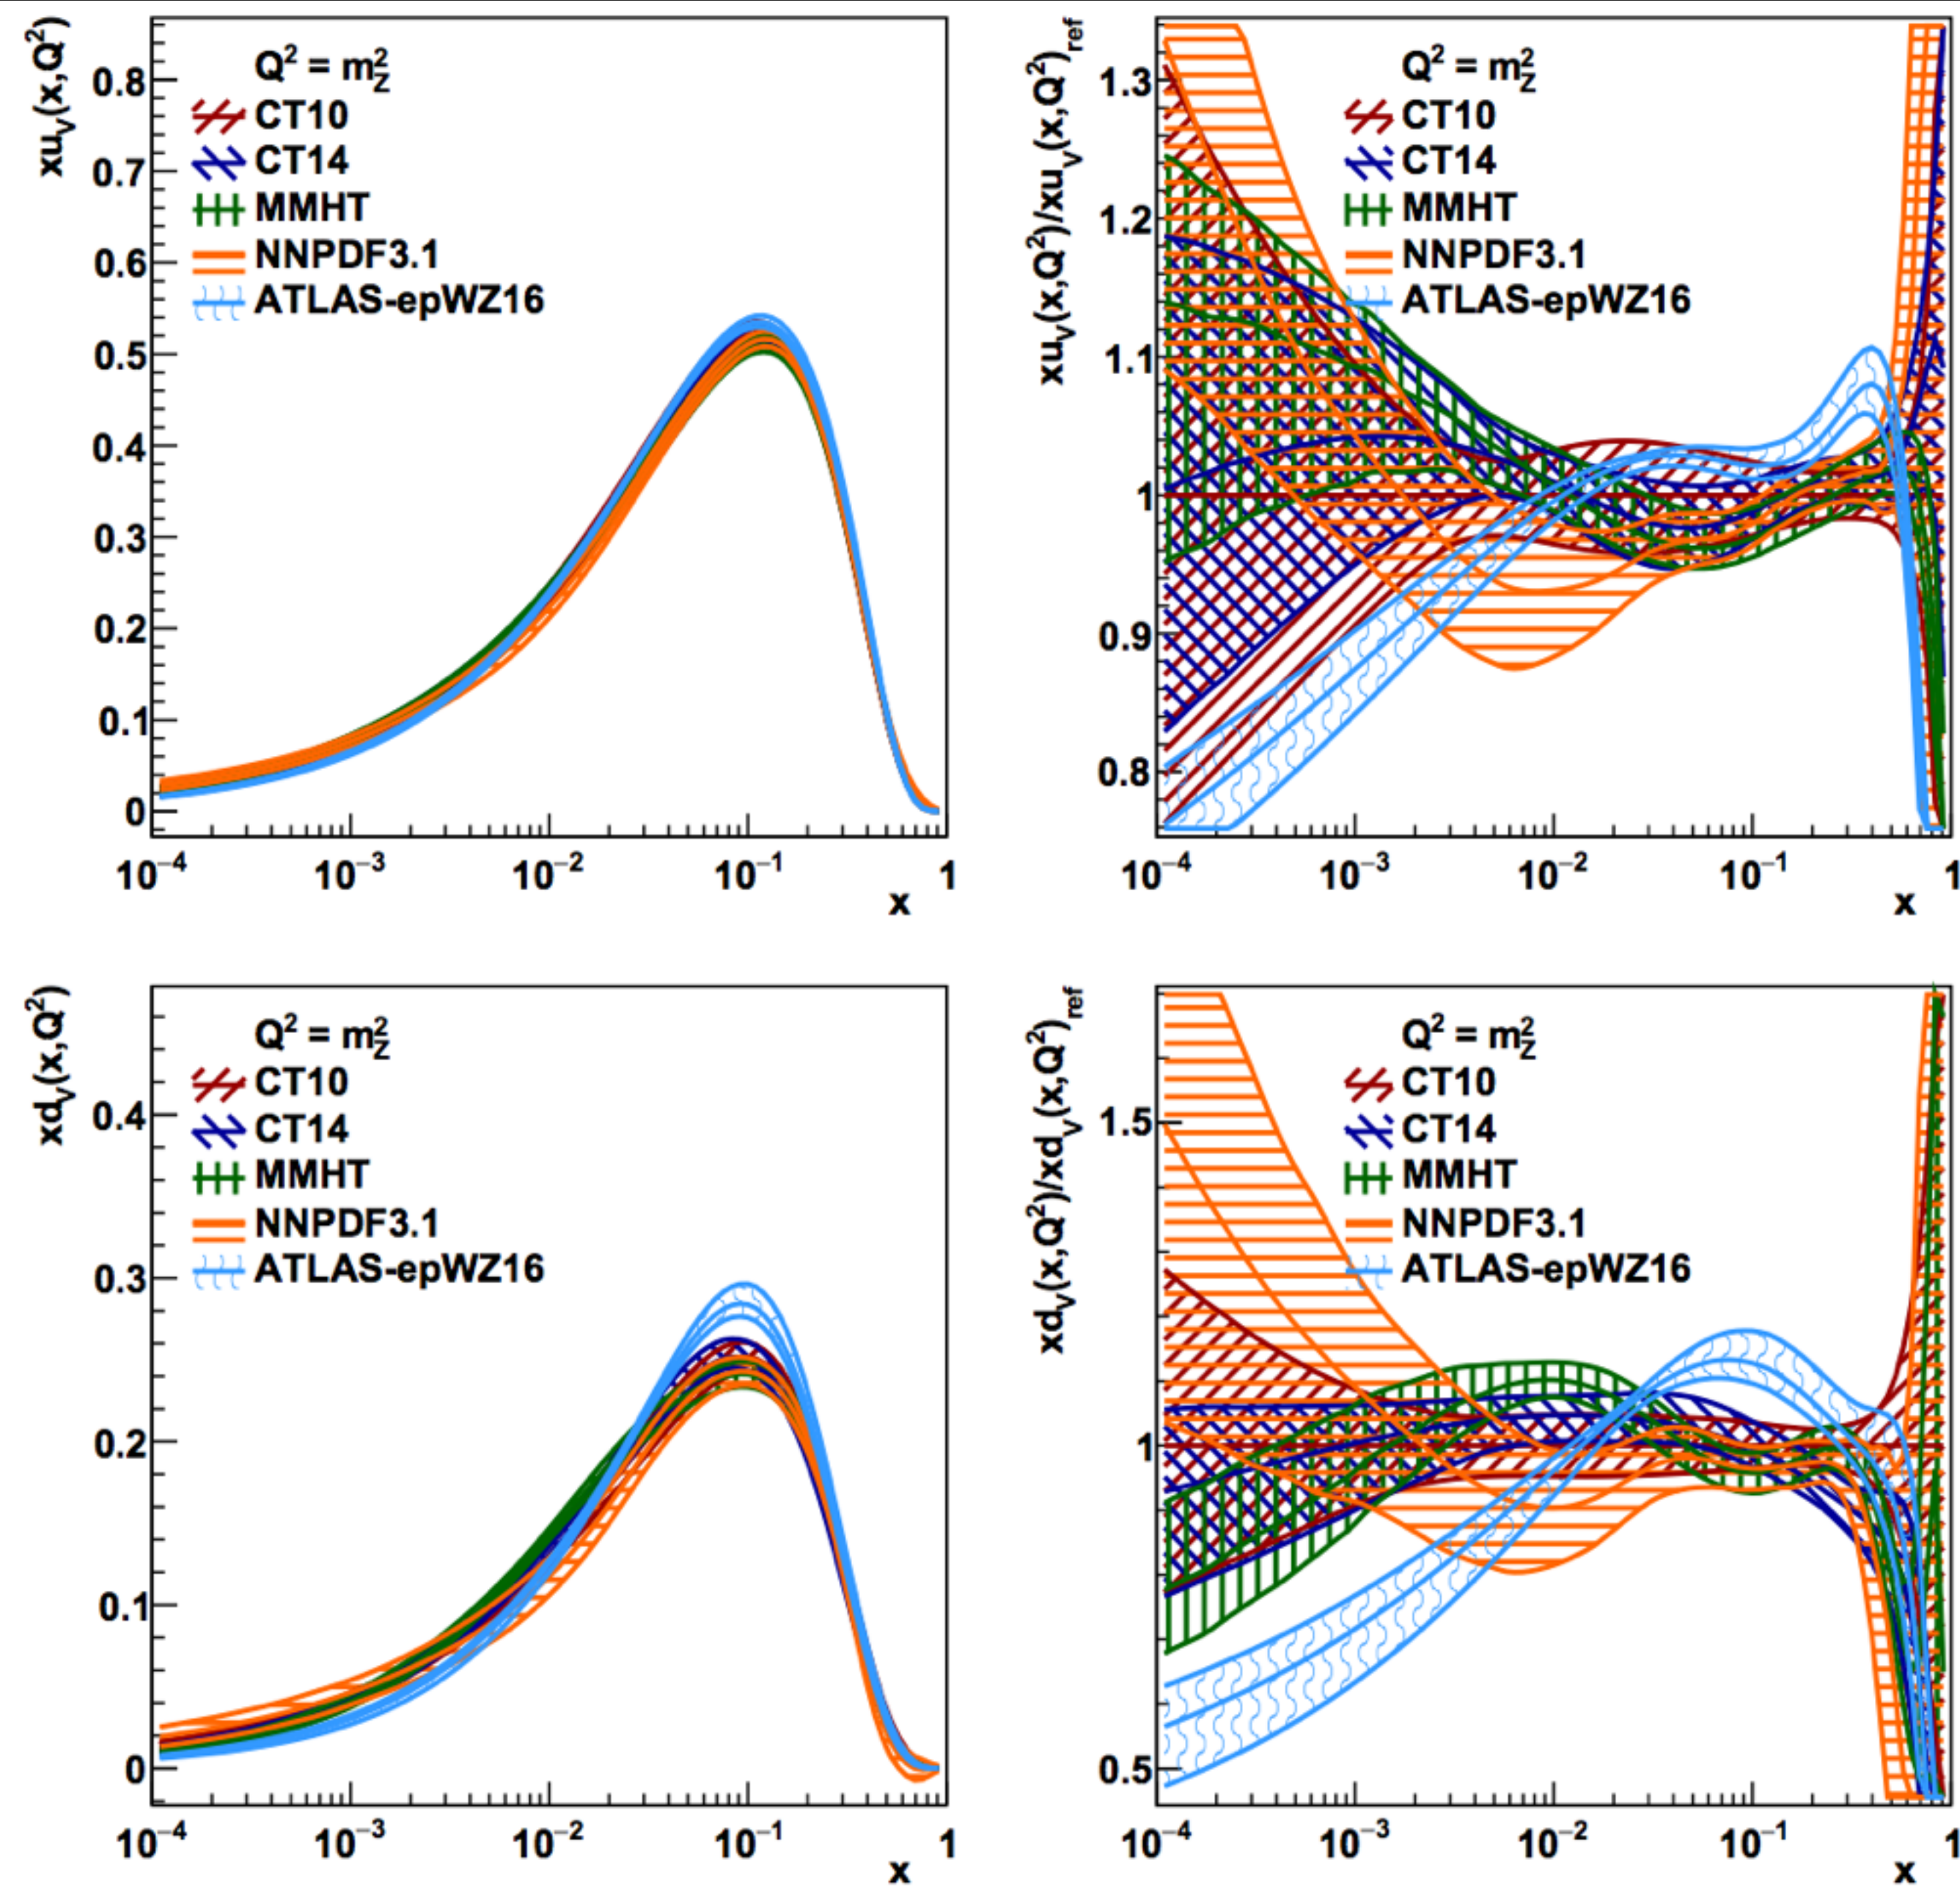 xu_V(x,Q²)
Q² = m²_Z
CT10
CT14
MMHT
NNPDF3.1
ATLAS-epWZ16
0.8
0.7
0.6
0.5
0.4
0.3
0.2
0.1
0
10⁻⁴ 10⁻³ 10⁻² 10⁻¹ 1
x
xu_V(x,Q²)/xu_V(x,Q²)_ref
Q² = m²_Z
CT10
CT14
MMHT
NNPDF3.1
ATLAS-epWZ16
1.3
1.2
1.1
1
0.9
0.8
10⁻⁴ 10⁻³ 10⁻² 10⁻¹ 1
x
xd_V(x,Q²)
Q² = m²_Z
CT10
CT14
MMHT
NNPDF3.1
ATLAS-epWZ16
0.4
0.3
0.2
0.1
0
10⁻⁴ 10⁻³ 10⁻² 10⁻¹ 1
x
xd_V(x,Q²)/xd_V(x,Q²)_ref
Q² = m²_Z
CT10
CT14
MMHT
NNPDF3.1
ATLAS-epWZ16
1.5
1
0.5
10⁻⁴ 10⁻³ 10⁻² 10⁻¹ 1
x